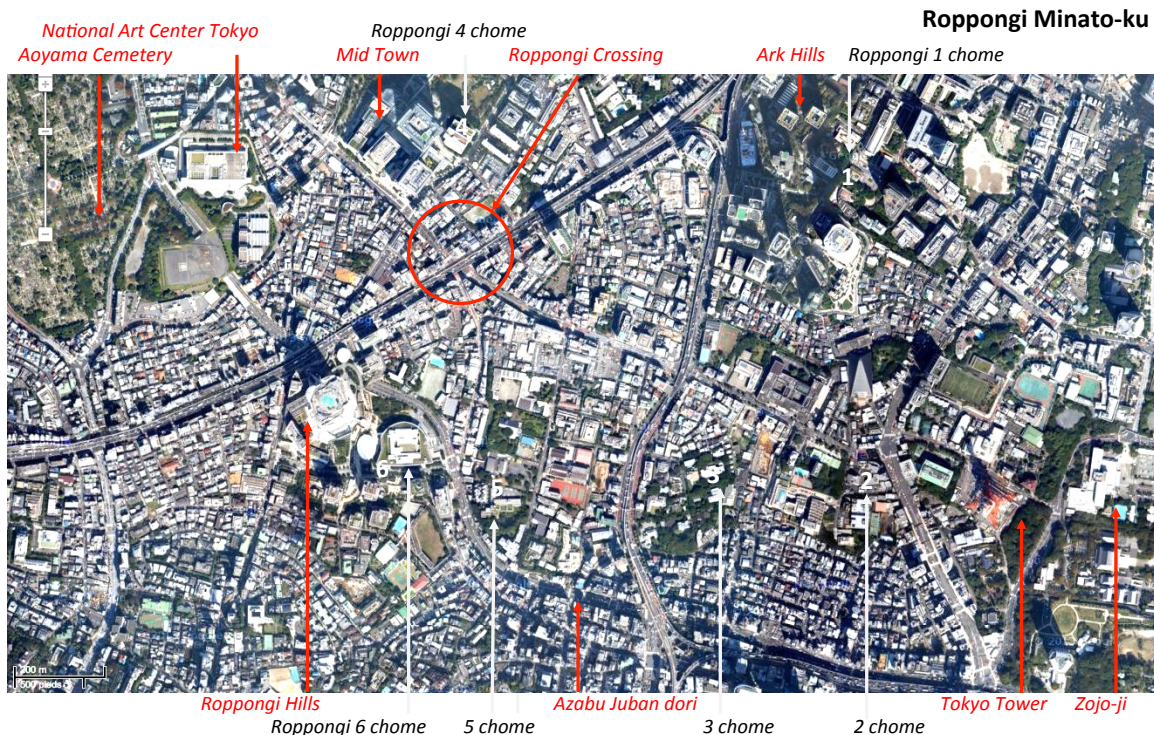 Roppongi Minato-ku
National Art Center Tokyo
Roppongi 4 chome
Aoyama Cemetery
Mid Town
Roppongi Crossing
Ark Hills
Roppongi 1 chome
4
1
6
5
3
2
200 m
500 pieds
Roppongi Hills
Azabu Juban dori
Tokyo Tower
Zojo-ji
Roppongi 6 chome
5 chome
3 chome
2 chome